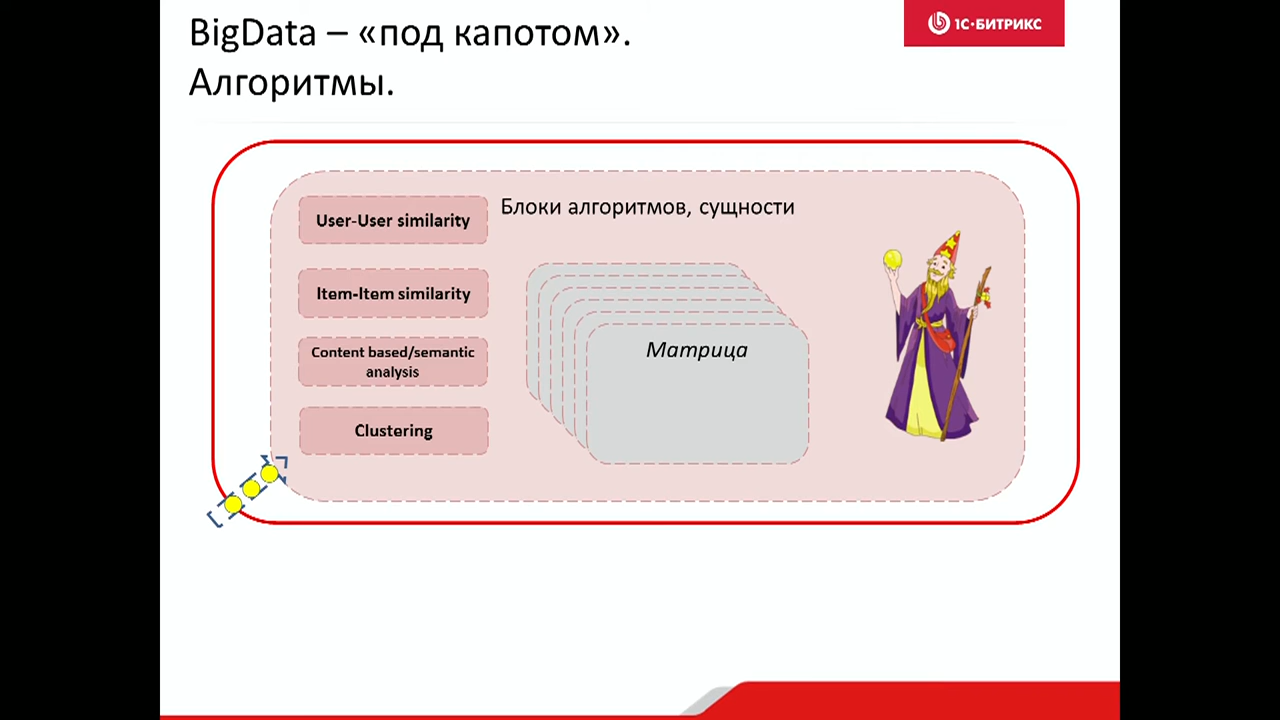 BigData – «под капотом».
Алгоритмы.
1С·БИТРИКС
User-User similarity
Блоки алгоритмов, сущности
Item-Item similarity
Content based/semantic
analysis
Clustering
Матрица